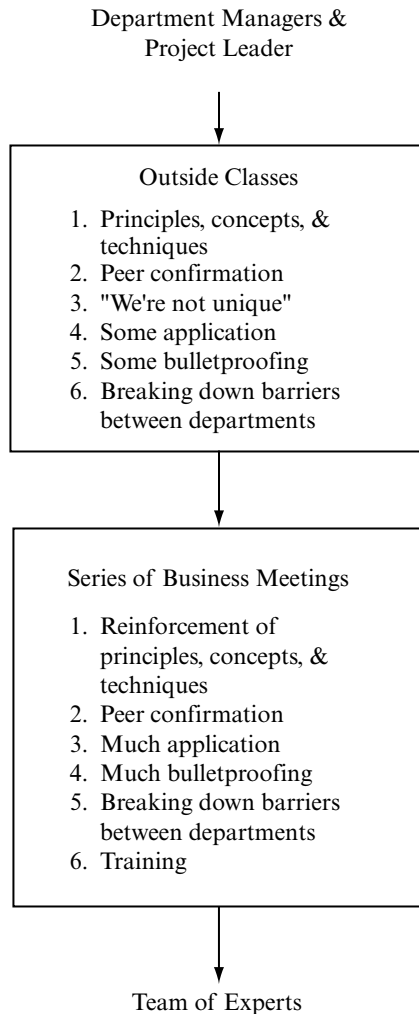 Department Managers &
Project Leader
Outside Classes
1. Principles, concepts, &
techniques
2. Peer confirmation
3. "We're not unique"
4. Some application
5. Some bulletproofing
6. Breaking down barriers
between departments
Series of Business Meetings
1. Reinforcement of
principles, concepts, &
techniques
2. Peer confirmation
3. Much application
4. Much bulletproofing
5. Breaking down barriers
between departments
6. Training
Team of Experts